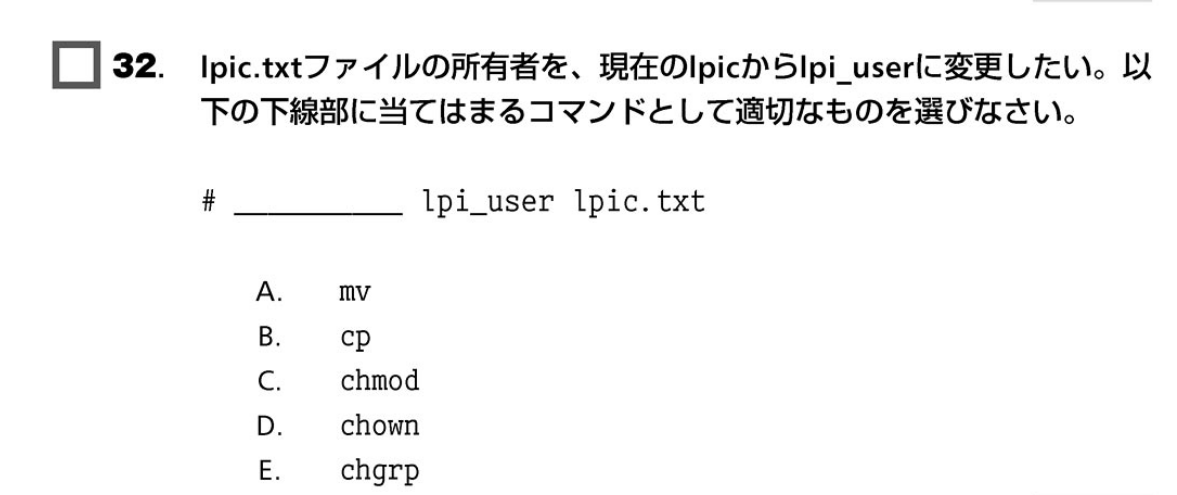 32. lpic.txtファイルの所有者を、現在のlpicからlpi_userに変更したい。以
下の下線部に当てはまるコマンドとして適切なものを選びなさい。
# __________ lpi_user lpic.txt
A. mv
B. cp
C. chmod
D. chown
E. chgrp